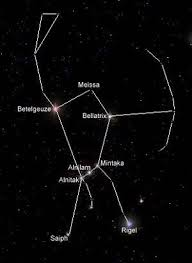 Meissa
Betelgeuze
Bellatrix
Alnilam
Mintaka
Alnitak
Rigel
Saiph